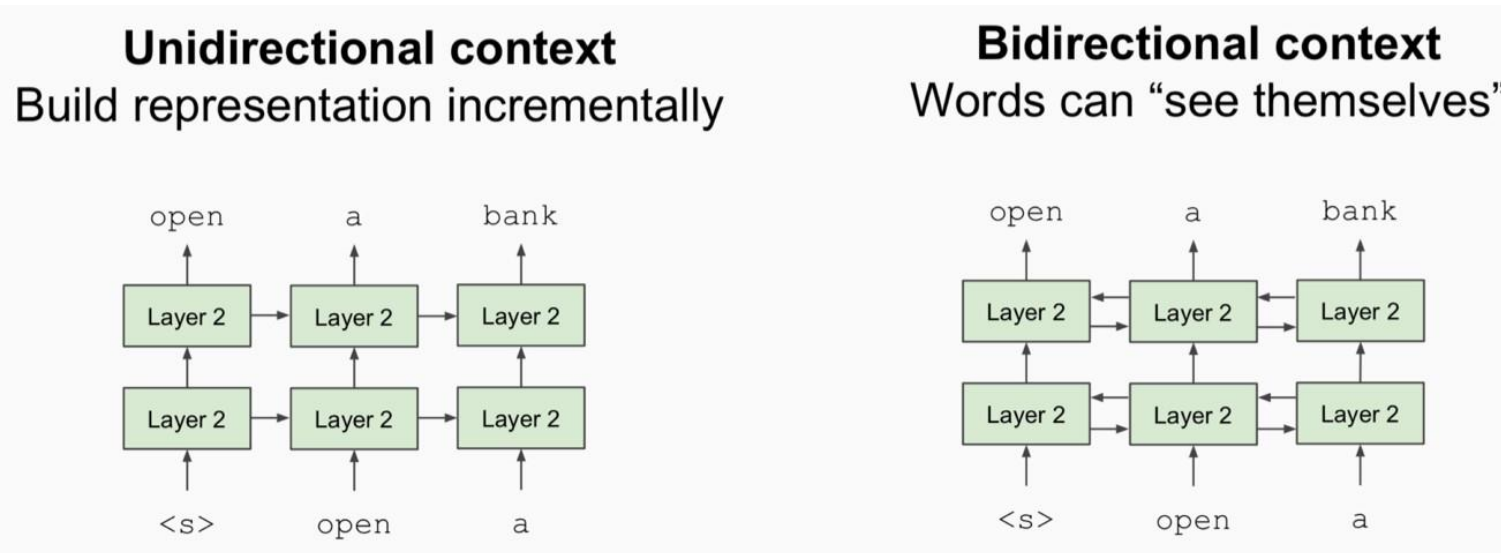 Unidirectional context
Build representation incrementally
open a bank
Layer 2 Layer 2 Layer 2
Layer 2 Layer 2 Layer 2
<s> open a
Bidirectional context
Words can “see themselves”
open a bank
Layer 2 Layer 2 Layer 2
Layer 2 Layer 2 Layer 2
<s> open a